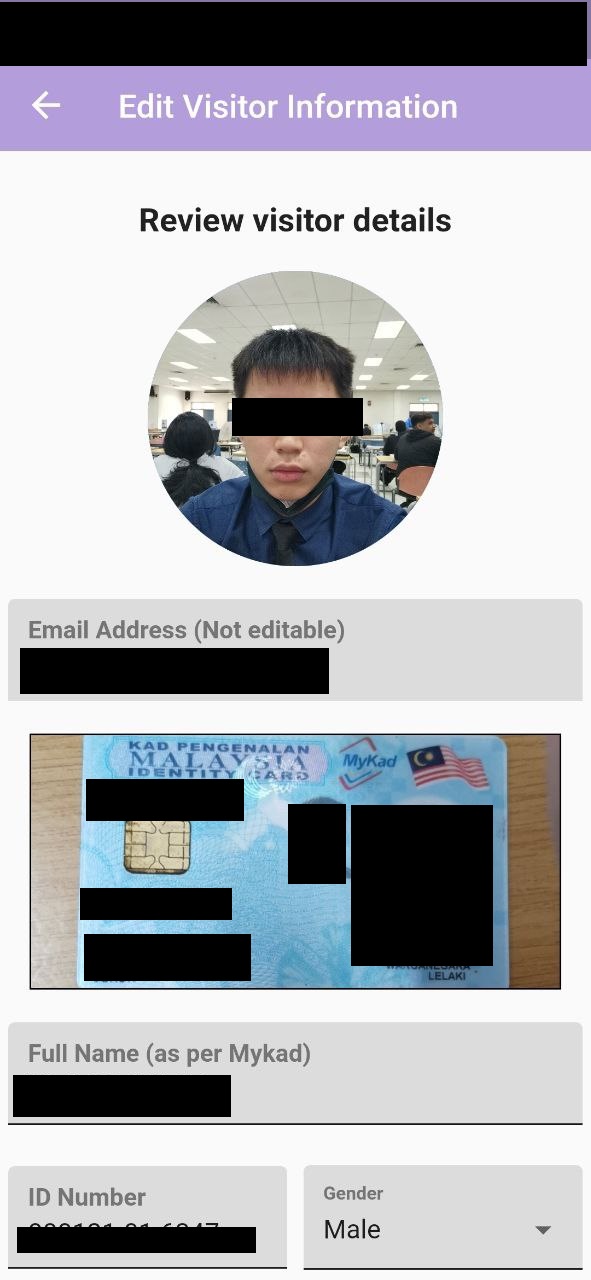 Edit Visitor Information
Review visitor details
Email Address (Not editable)
KAD PENGENALAN
MALAYSIA
IDENTITY CARD
MyKad
WARGANEGARA
LELAKI
Full Name (as per Mykad)
ID Number
Gender
Male